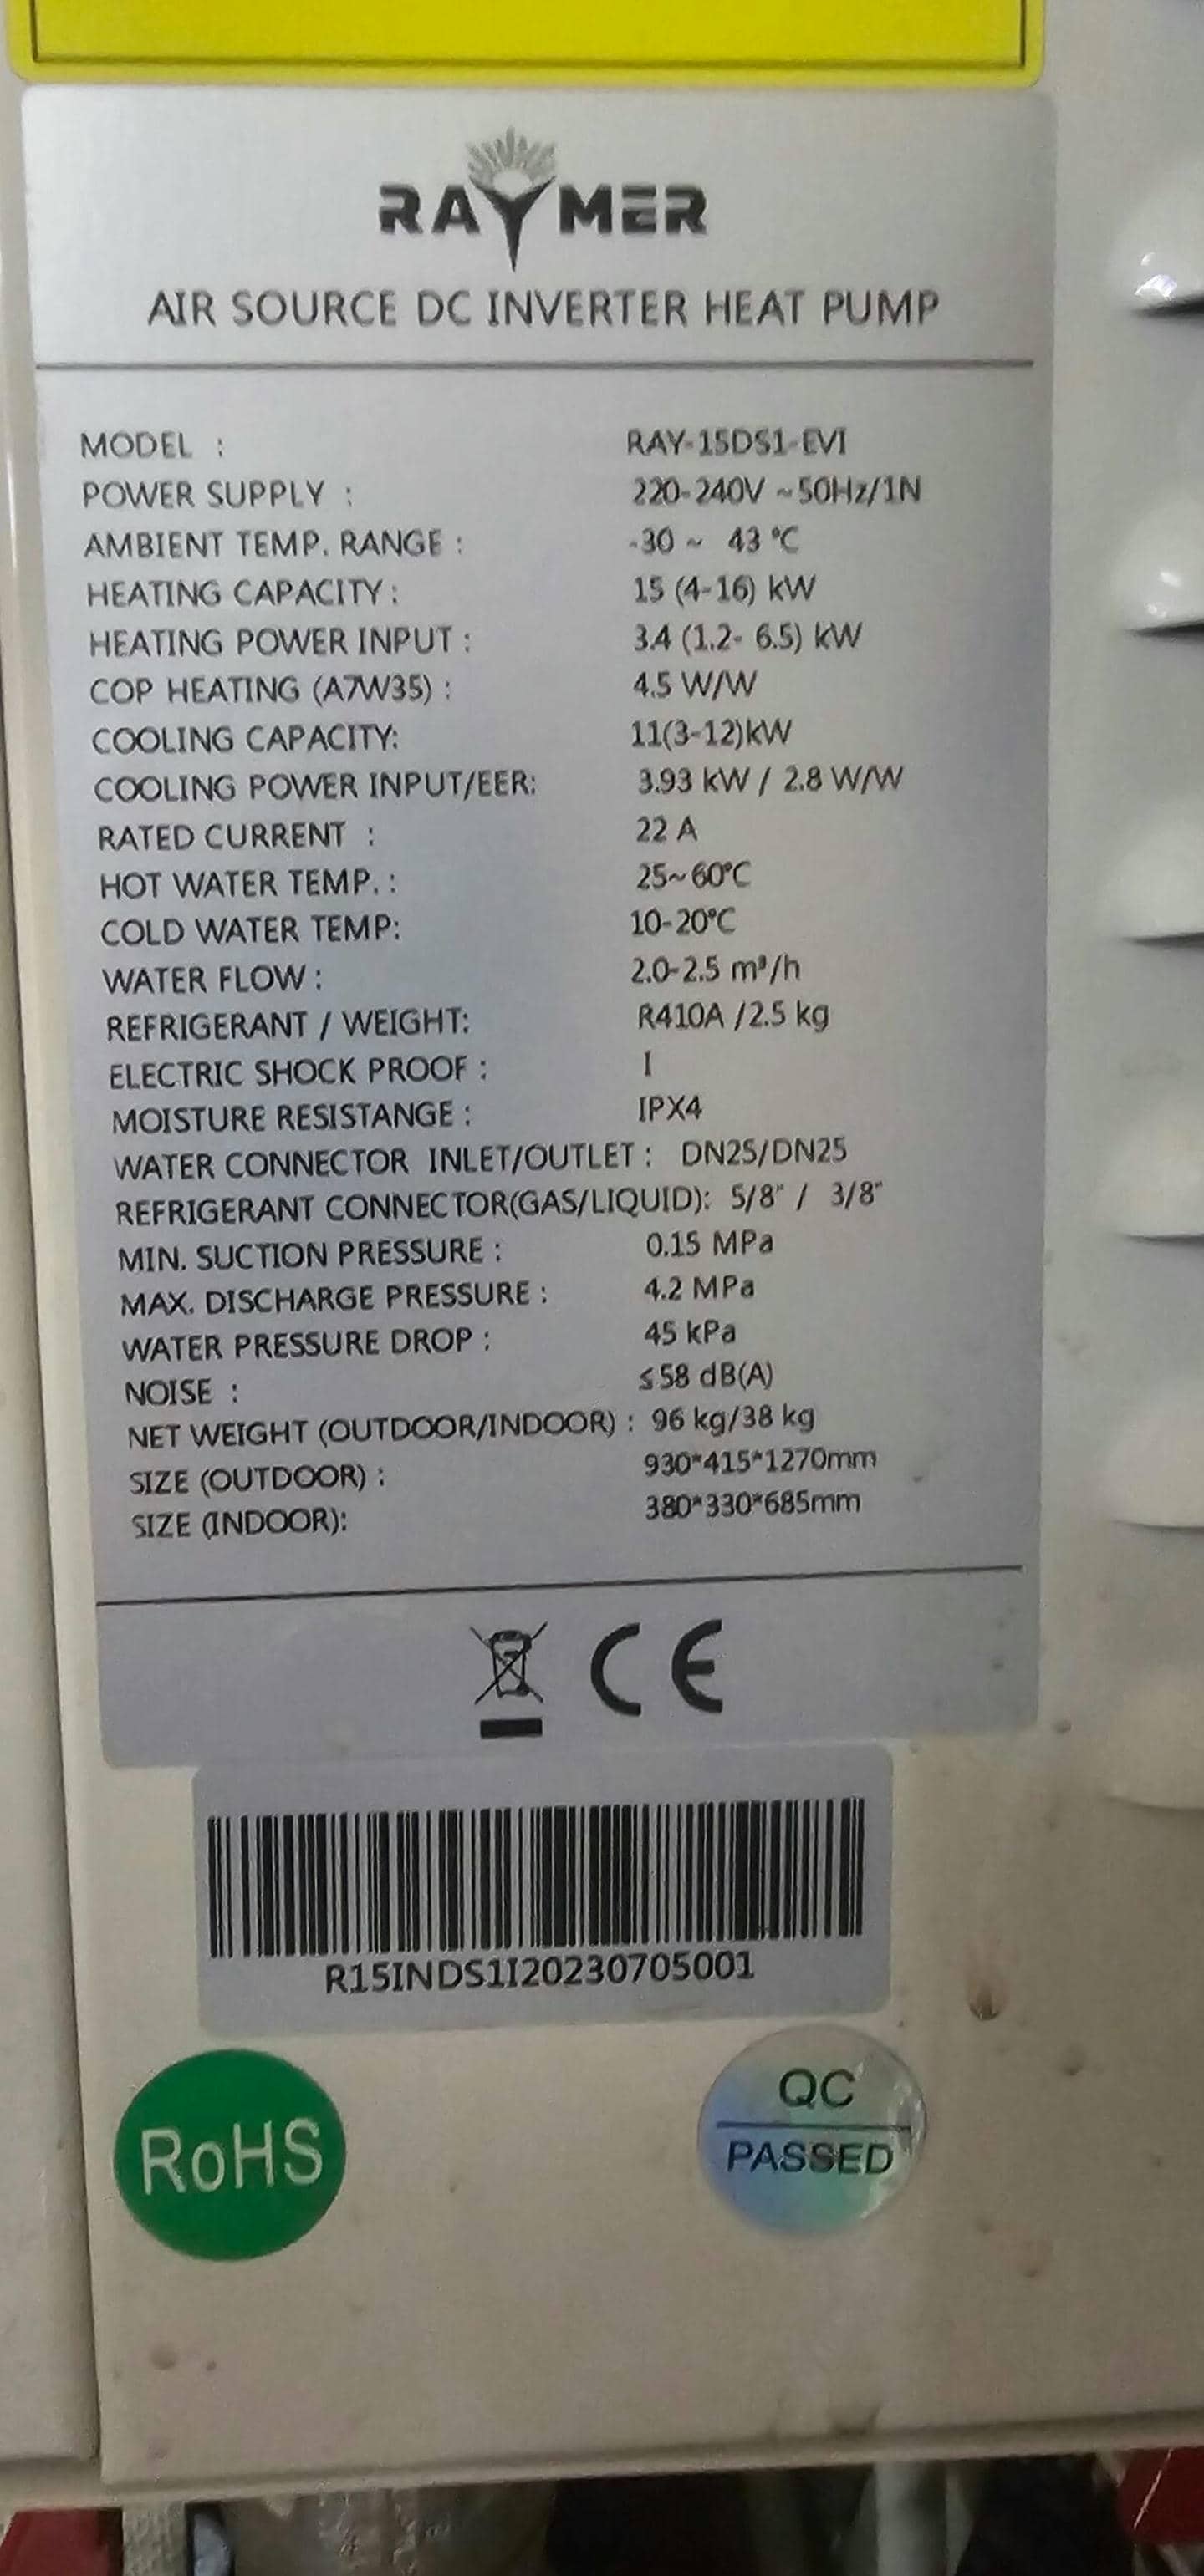 RAYMER
AIR SOURCE DC INVERTER HEAT PUMP
MODEL : RAY-15DS1-EVI
POWER SUPPLY : 220-240V ~50Hz/1N
AMBIENT TEMP. RANGE : -30 ~ 43 ℃
HEATING CAPACITY : 15 (4-16) kW
HEATING POWER INPUT : 3.4 (1.2- 6.5) kW
COP HEATING (A7W35) : 4.5 W/W
COOLING CAPACITY: 11(3-12)kW
COOLING POWER INPUT/EER: 3.93 kW / 2.8 W/W
RATED CURRENT : 22 A
HOT WATER TEMP. : 25~60℃
COLD WATER TEMP: 10-20℃
WATER FLOW : 2.0-2.5 m³/h
REFRIGERANT / WEIGHT: R410A /2.5 kg
ELECTRIC SHOCK PROOF : I
MOISTURE RESISTANGE : IPX4
WATER CONNECTOR INLET/OUTLET : DN25/DN25
REFRIGERANT CONNECTOR(GAS/LIQUID): 5/8" / 3/8"
MIN. SUCTION PRESSURE : 0.15 MPa
MAX. DISCHARGE PRESSURE : 4.2 MPa
WATER PRESSURE DROP : 45 kPa
NOISE : ≤58 dB(A)
NET WEIGHT (OUTDOOR/INDOOR) : 96 kg/38 kg
SIZE (OUTDOOR) : 930*415*1270mm
SIZE (INDOOR): 380*330*685mm
CE
R15INDS1I20230705001
RoHS
QC
PASSED